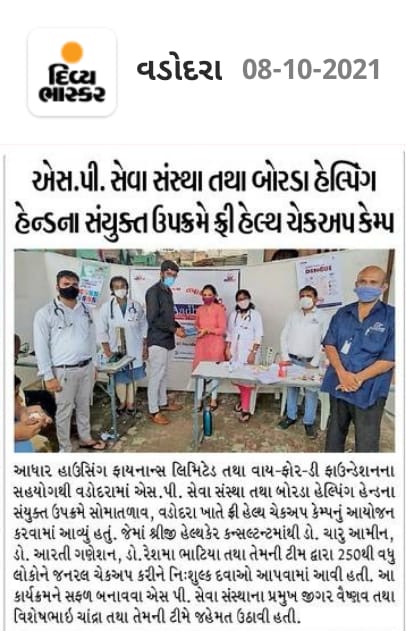 દિવ્ય
ભાસ્કર
વડોદરા 08-10-2021
એસ.પી. સેવા સંસ્થા તથા બોરડા હેલ્પિંગ
હેન્ડના સંયુક્ત ઉપક્રમે ફ્રી હેલ્થ ચેકઅપ કેમ્પ
DENGUE
આધાર હાઉસિંગ ફાયનાન્સ લિમિટેડ તથા વાય-ફોર-ડી ફાઉન્ડેશનના
સહયોગથી વડોદરામાં એસ. પી. સેવા સંસ્થા તથા બોરડા હેલ્પિંગ હેન્ડના
સંયુક્ત ઉપક્રમે સોમાતળાવ, વડોદરા ખાતે ફ્રી હેલ્થ ચેકઅપ કેમ્પનું આયોજન
કરવામાં આવ્યું હતું. જેમાં શ્રીજી હેલ્થકેર કન્સલ્ટન્ટમાંથી ડો. ચારુ આમીન,
ડો. આરતી ગણેશન, ડો. રેશમા ભાટિયા તથા તેમની ટીમ દ્વારા 250થી વધુ
લોકોને જનરલ ચેકઅપ કરીને નિઃશુલ્ક દવાઓ આપવામાં આવી હતી. આ
કાર્યક્રમને સફળ બનાવવા એસ પી. સેવા સંસ્થાના પ્રમુખ જીગર વૈષ્ણવ તથા
વિશેષભાઇ ચાંદ્રા તથા તેમની ટીમે જહેમત ઉઠાવી હતી.